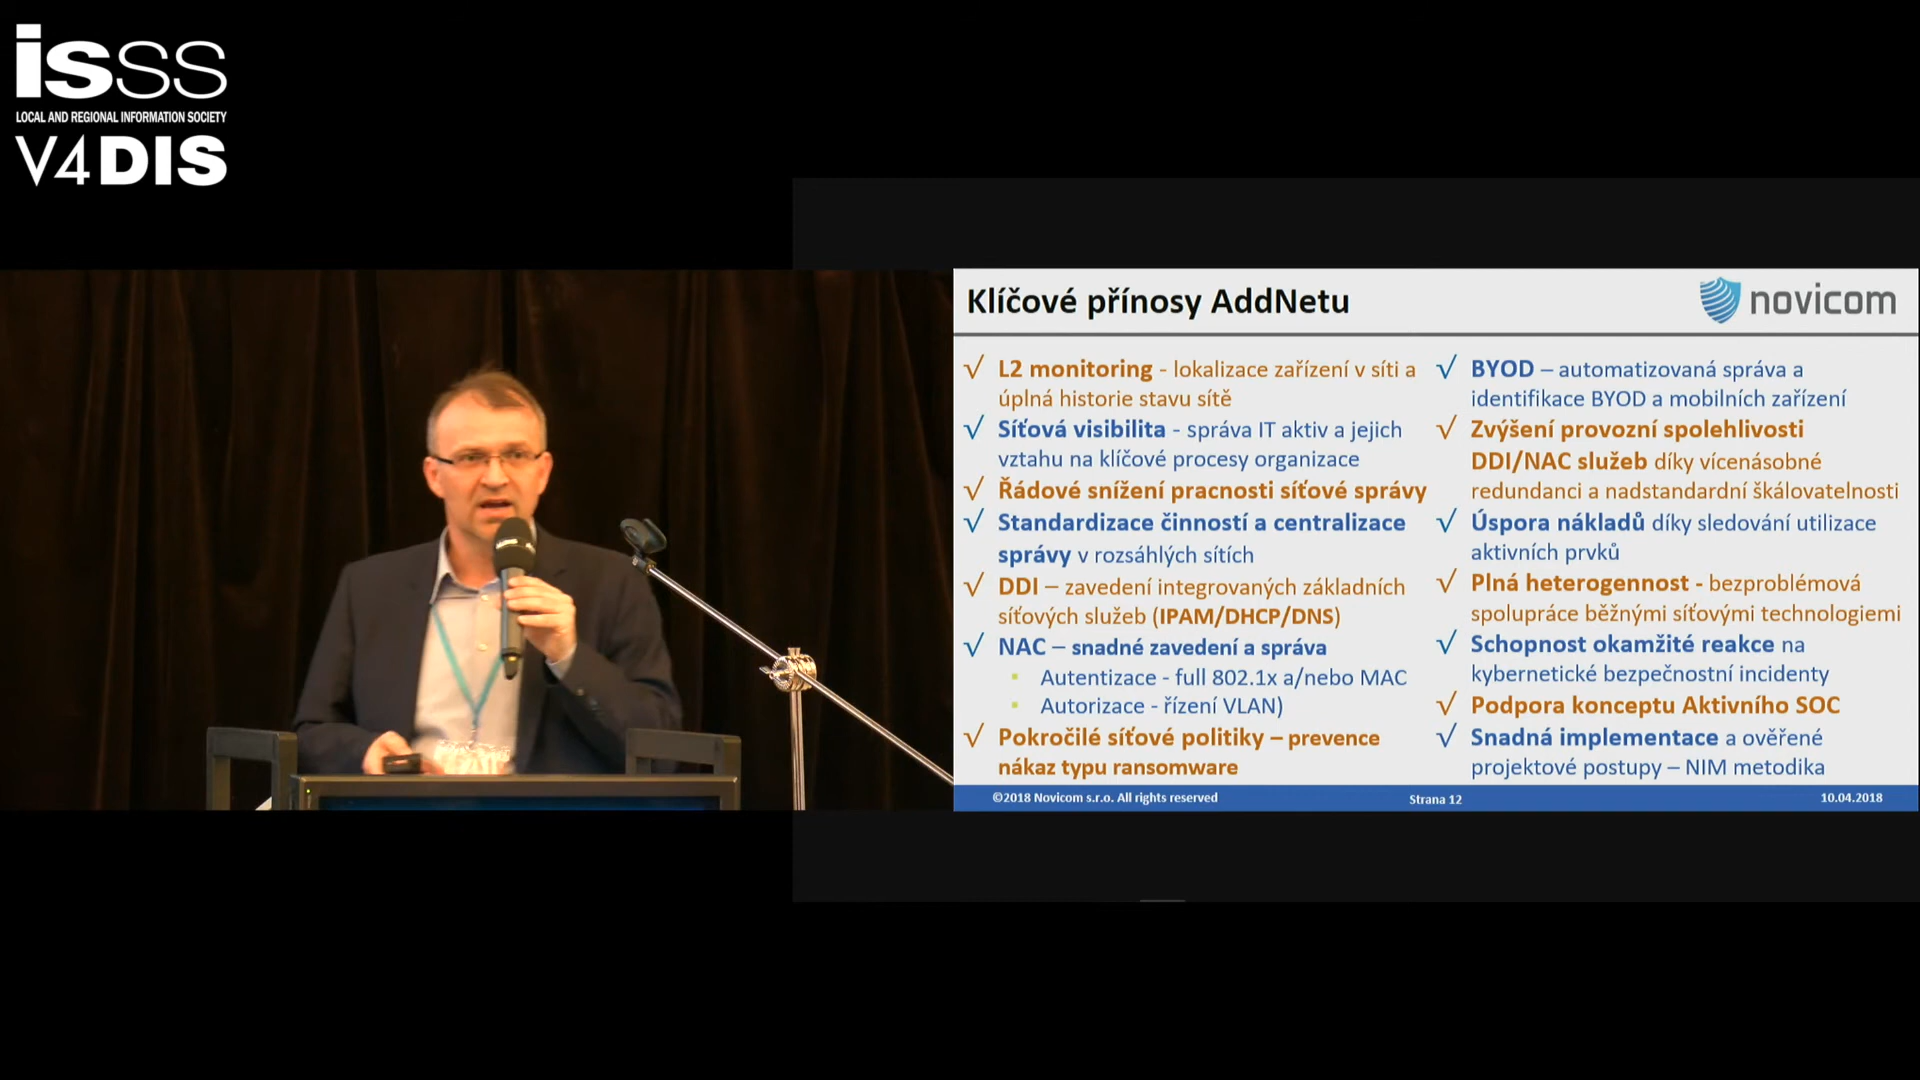 isss
LOCAL AND REGIONAL INFORMATION SOCIETY
V4DIS
Klíčové přínosy AddNetu
novicom
√ L2 monitoring - lokalizace zařízení v síti a
úplná historie stavu sítě
√ Síťová visibilita - správa IT aktiv a jejich
vztahu na klíčové procesy organizace
√ Řádové snížení pracnosti síťové správy
√ Standardizace činností a centralizace
správy v rozsáhlých sítích
√ DDI – zavedení integrovaných základních
síťových služeb (IPAM/DHCP/DNS)
√ NAC – snadné zavedení a správa
▪ Autentizace - full 802.1x a/nebo MAC
▪ Autorizace - řízení VLAN)
√ Pokročilé síťové politiky – prevence
nákaz typu ransomware
√ BYOD – automatizovaná správa a
identifikace BYOD a mobilních zařízení
√ Zvýšení provozní spolehlivosti
DDI/NAC služeb díky vícenásobné
redundanci a nadstandardní škálovatelnosti
√ Úspora nákladů díky sledování utilizace
aktivních prvků
√ Plná heterogennost - bezproblémová
spolupráce běžnými síťovými technologiemi
√ Schopnost okamžité reakce na
kybernetické bezpečnostní incidenty
√ Podpora konceptu Aktivního SOC
√ Snadná implementace a ověřené
projektové postupy – NIM metodika
©2018 Novicom s.r.o. All rights reserved
Strana 12
10.04.2018